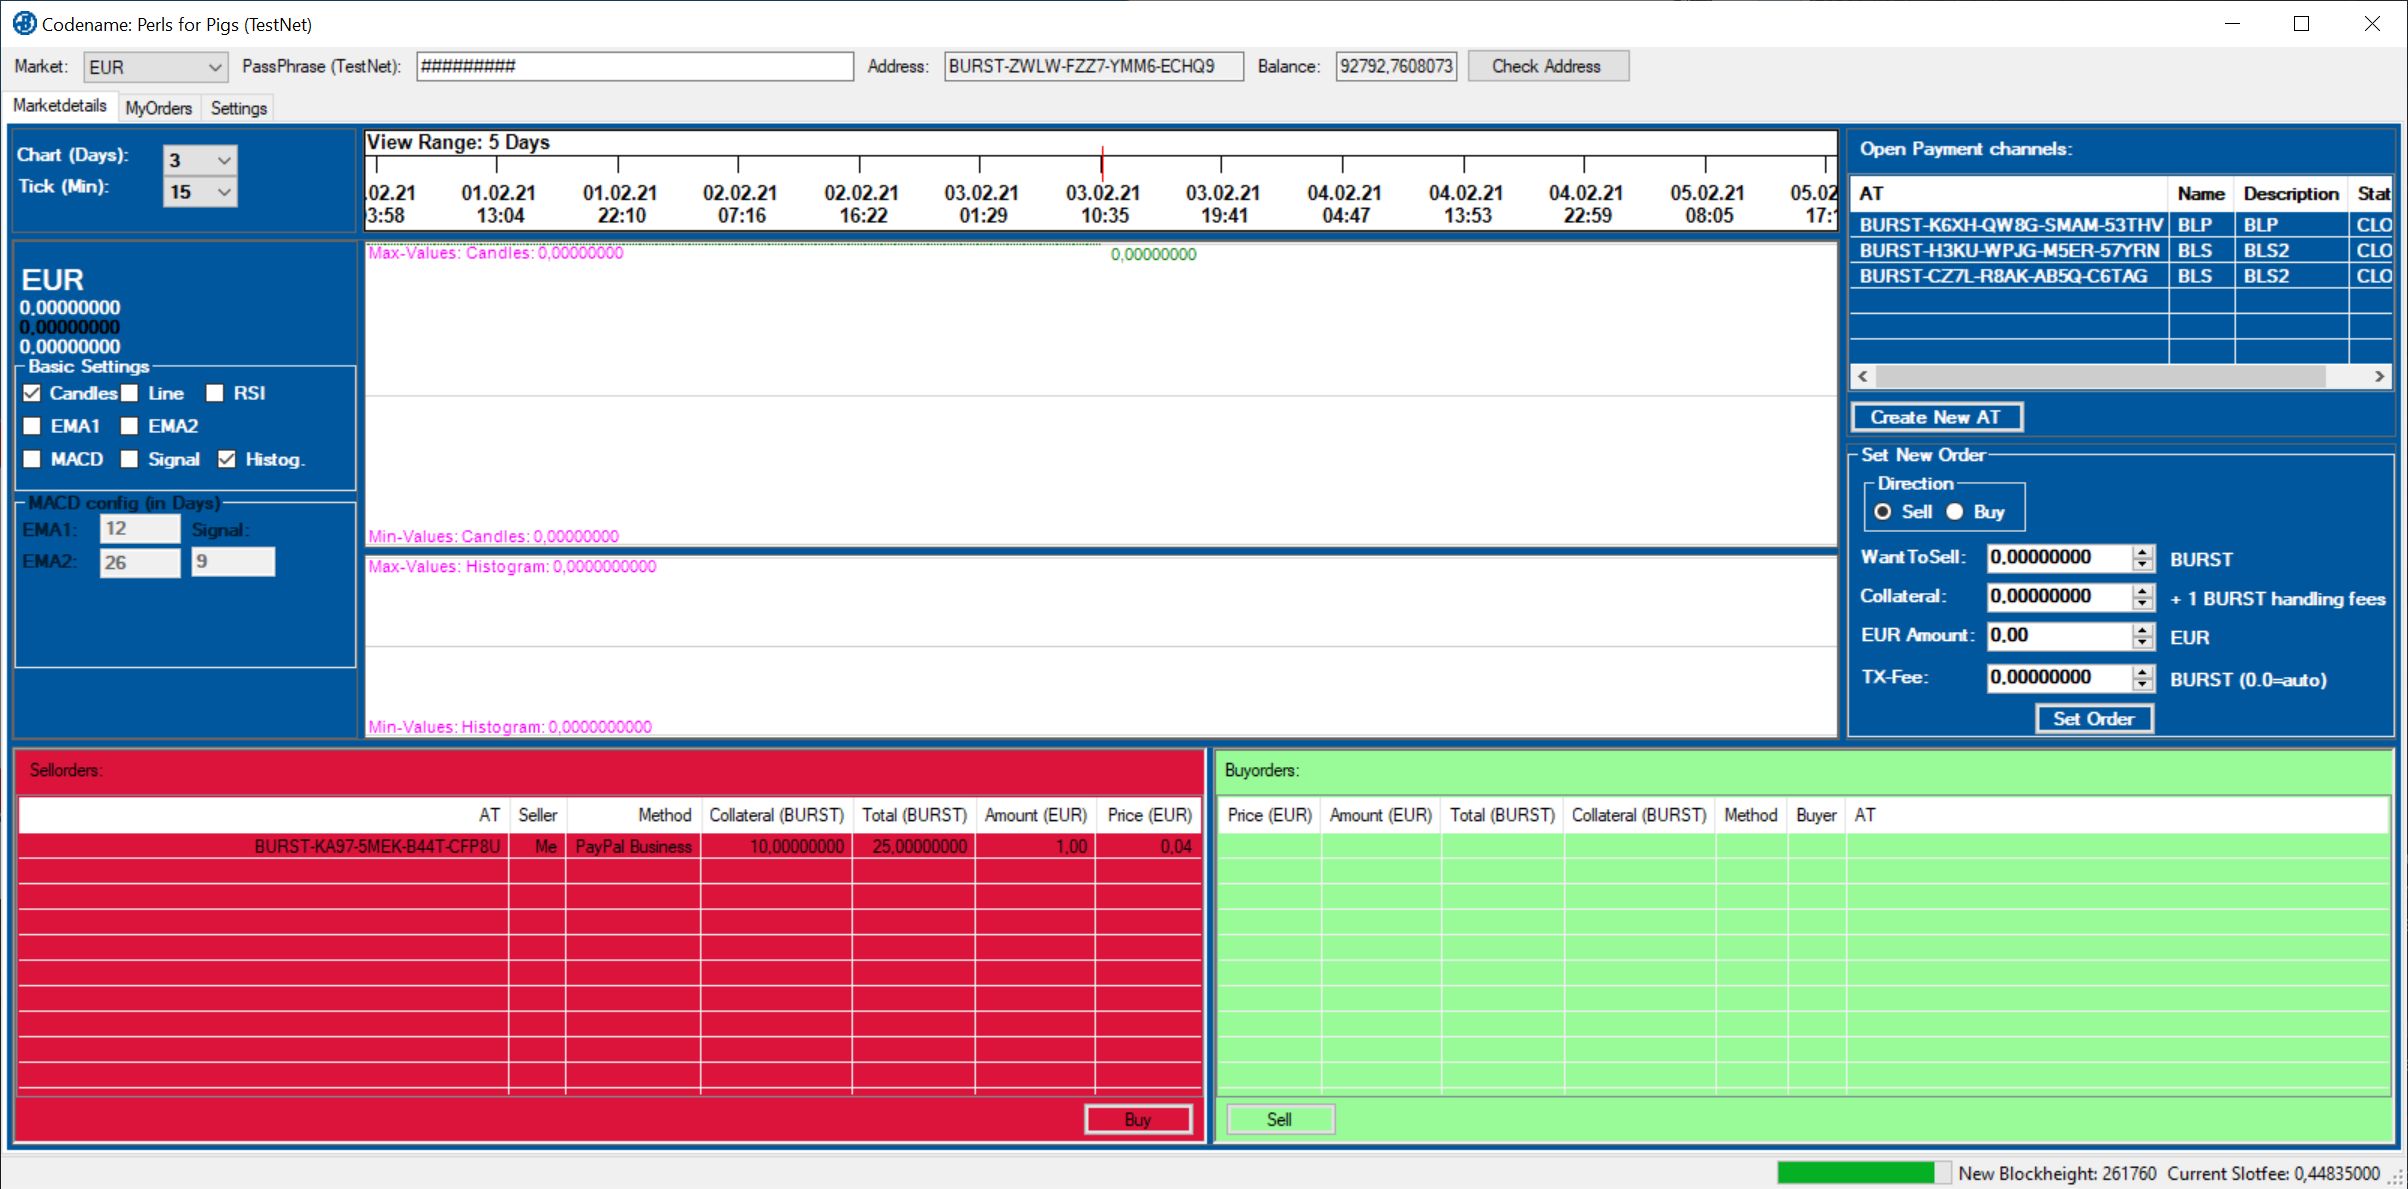 Codename: Perls for Pigs (TestNet)
Market: EUR PassPhrase (TestNet): ######### Address: BURST-ZWLW-FZZ7-YMM6-ECHQ9 Balance: 92792,7608073 Check Address
Marketdetails MyOrders Settings
Chart (Days): 3
Tick (Min): 15
View Range: 5 Days
.02.21 01.02.21 01.02.21 02.02.21 02.02.21 03.02.21 03.02.21 03.02.21 04.02.21 04.02.21 04.02.21 05.02.21 05.02
3:58 13:04 22:10 07:16 16:22 01:29 10:35 19:41 04:47 13:53 22:59 08:05 17:
EUR
0,00000000
0,00000000
0,00000000
Basic Settings
Candles Line RSI
EMA1 EMA2
MACD Signal Histog.
MACD config (in Days)
EMA1: 12 Signal:
EMA2: 26 9
Max-Values: Candles: 0,00000000
0,00000000
Min-Values: Candles: 0,00000000
Max-Values: Histogram: 0,0000000000
Min-Values: Histogram: 0,0000000000
Open Payment channels:
AT Name Description Stat
BURST-K6XH-QW8G-SMAM-53THV BLP BLP CLO
BURST-H3KU-WPJG-M5ER-57YRN BLS BLS2 CLO
BURST-CZ7L-R8AK-AB5Q-C6TAG BLS BLS2 CLO
Create New AT
Set New Order
Direction
Sell Buy
WantToSell: 0,00000000 BURST
Collateral: 0,00000000 + 1 BURST handling fees
EUR Amount: 0,00 EUR
TX-Fee: 0,00000000 BURST (0.0=auto)
Set Order
Sellorders:
AT Seller Method Collateral (BURST) Total (BURST) Amount (EUR) Price (EUR)
BURST-KA97-5MEK-B44T-CFP8U Me PayPal Business 10,00000000 25,00000000 1,00 0,04
Buy
Buyorders:
Price (EUR) Amount (EUR) Total (BURST) Collateral (BURST) Method Buyer AT
Sell
New Blockheight: 261760 Current Slotfee: 0,44835000